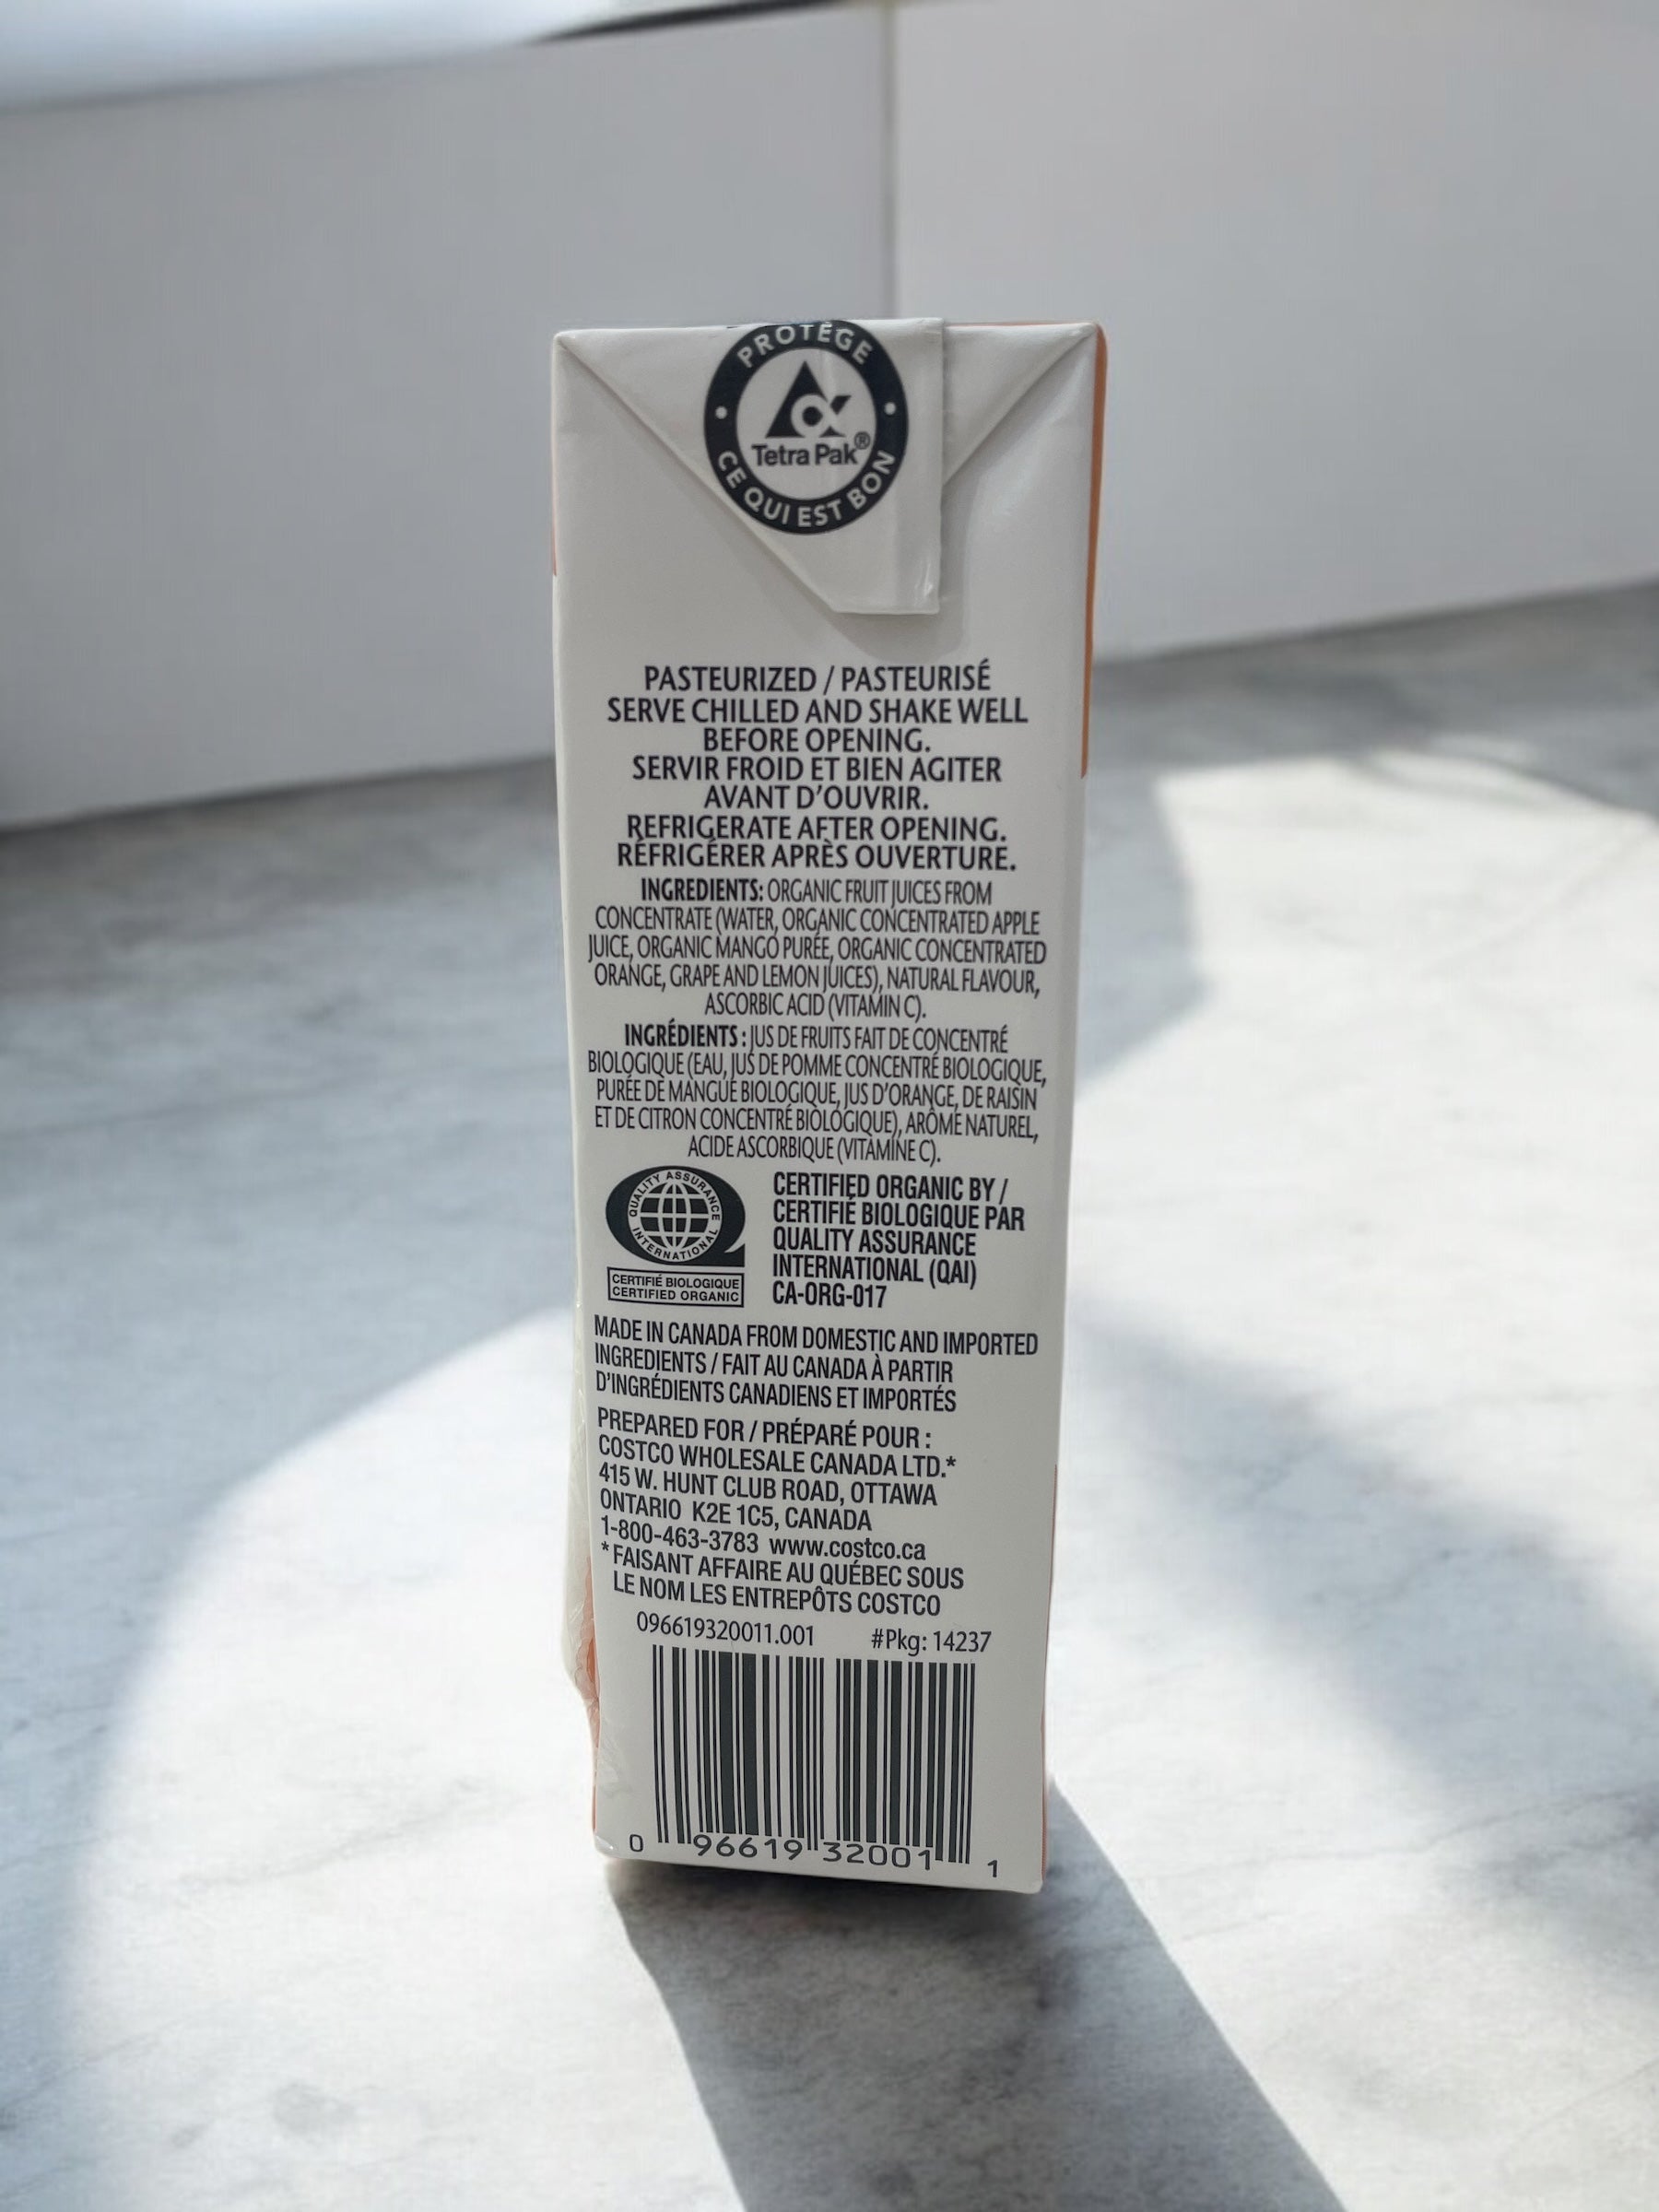 PROTÈGE
Tetra Pak®
CE QUI EST BON
PASTEURIZED / PASTEURISÉ
SERVE CHILLED AND SHAKE WELL
BEFORE OPENING.
SERVIR FROID ET BIEN AGITER
AVANT D'OUVRIR.
REFRIGERATE AFTER OPENING.
RÉFRIGÉRER APRÈS OUVERTURE.
INGREDIENTS: ORGANIC FRUIT JUICES FROM
CONCENTRATE (WATER, ORGANIC CONCENTRATED APPLE
JUICE, ORGANIC MANGO PURÉE, ORGANIC CONCENTRATED
ORANGE, GRAPE AND LEMON JUICES), NATURAL FLAVOUR,
ASCORBIC ACID (VITAMIN C).
INGRÉDIENTS : JUS DE FRUITS FAIT DE CONCENTRÉ
BIOLOGIQUE (EAU, JUS DE POMME CONCENTRÉ BIOLOGIQUE,
PURÉE DE MANGUE BIOLOGIQUE, JUS D'ORANGE, DE RAISIN
ET DE CITRON CONCENTRÉ BIOLOGIQUE), ARÔME NATUREL,
ACIDE ASCORBIQUE (VITAMINE C).
QUALITY ASSURANCE
INTERNATIONAL
CERTIFIÉ BIOLOGIQUE
CERTIFIED ORGANIC
CERTIFIED ORGANIC BY /
CERTIFIÉ BIOLOGIQUE PAR
QUALITY ASSURANCE
INTERNATIONAL (QAI)
CA-ORG-017
MADE IN CANADA FROM DOMESTIC AND IMPORTED
INGREDIENTS / FAIT AU CANADA À PARTIR
D'INGRÉDIENTS CANADIENS ET IMPORTÉS
PREPARED FOR / PRÉPARÉ POUR :
COSTCO WHOLESALE CANADA LTD.*
415 W. HUNT CLUB ROAD, OTTAWA
ONTARIO K2E 1C5, CANADA
1-800-463-3783 www.costco.ca
*FAISANT AFFAIRE AU QUÉBEC SOUS
LE NOM LES ENTREPÔTS COSTCO
096619320011.001 #Pkg: 14237
0 96619 32001 1